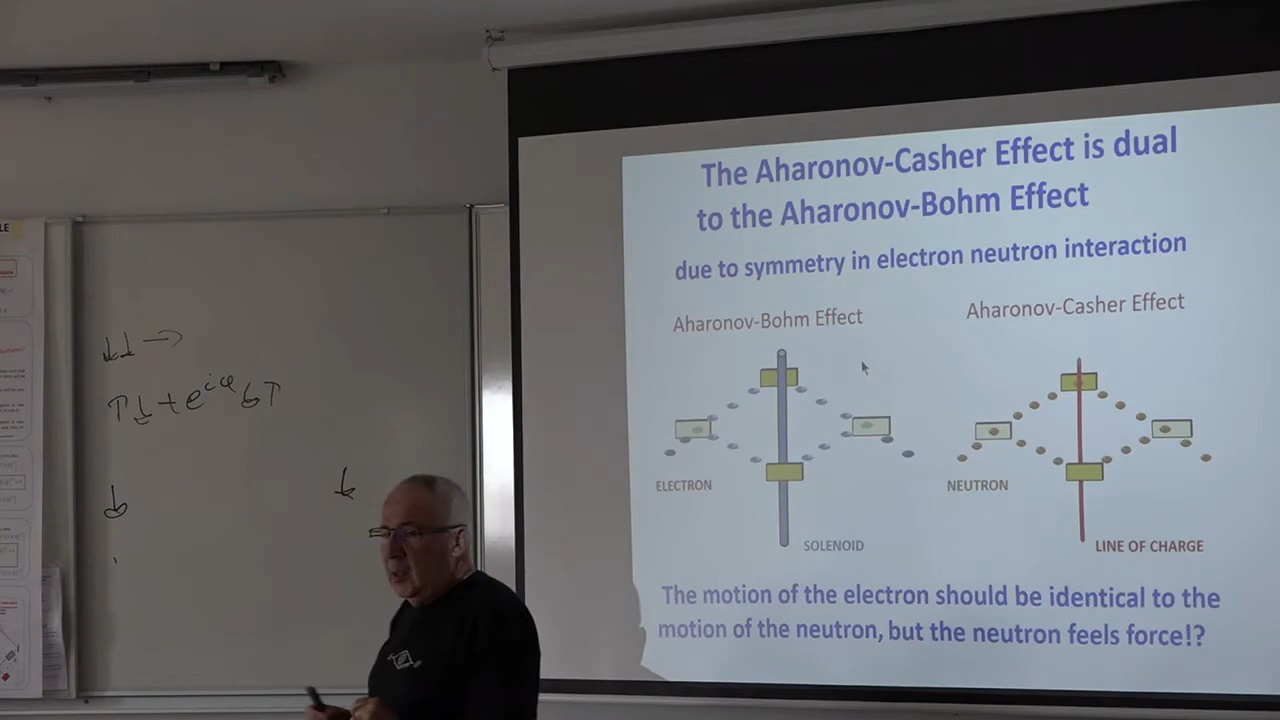 ↓↓ →
↑↓ + e^{iφ} ↓↑
↓
↓
The Aharonov-Casher Effect is dual
to the Aharonov-Bohm Effect
due to symmetry in electron neutron interaction
Aharonov-Bohm Effect
Aharonov-Casher Effect
ELECTRON
SOLENOID
NEUTRON
LINE OF CHARGE
The motion of the electron should be identical to the
motion of the neutron, but the neutron feels force!?